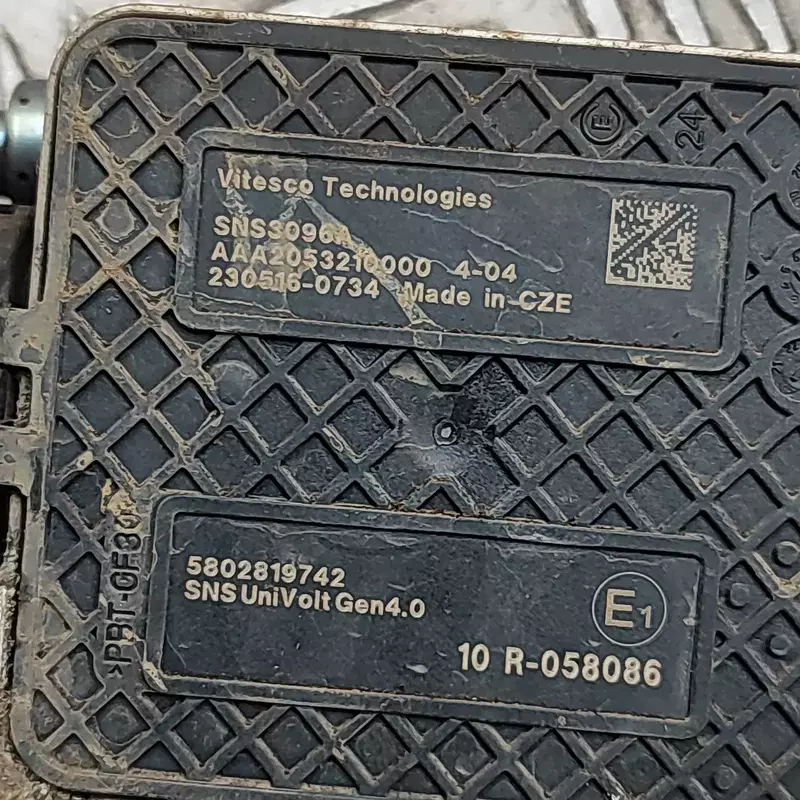 24
Vitesco Technologies
SNS3096A
AAA2053210000 4-04
230516-0734 Made in CZE
>PBT-GF30<
5802819742
SNS UniVolt Gen4.0
E1
10 R-058086